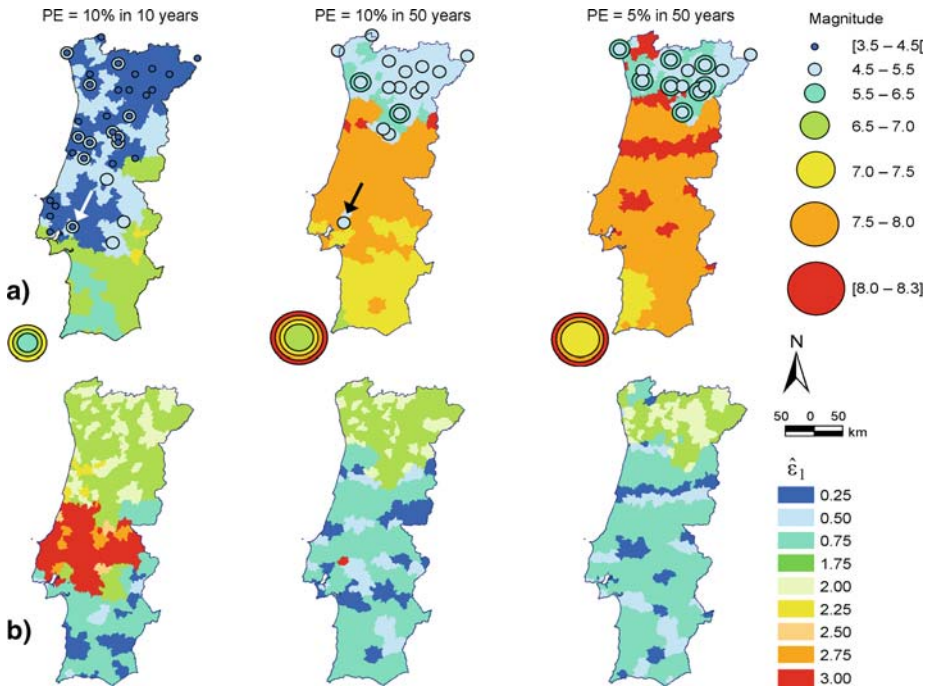 PE = 10% in 10 years
PE = 10% in 50 years
PE = 5% in 50 years
Magnitude
[3.5 – 4.5[
4.5 – 5.5
5.5 – 6.5
6.5 – 7.0
7.0 – 7.5
7.5 – 8.0
[8.0 – 8.3]
a)
N
50 0 50
km
ε̂1
0.25
0.50
0.75
1.75
2.00
2.25
2.50
2.75
3.00
b)